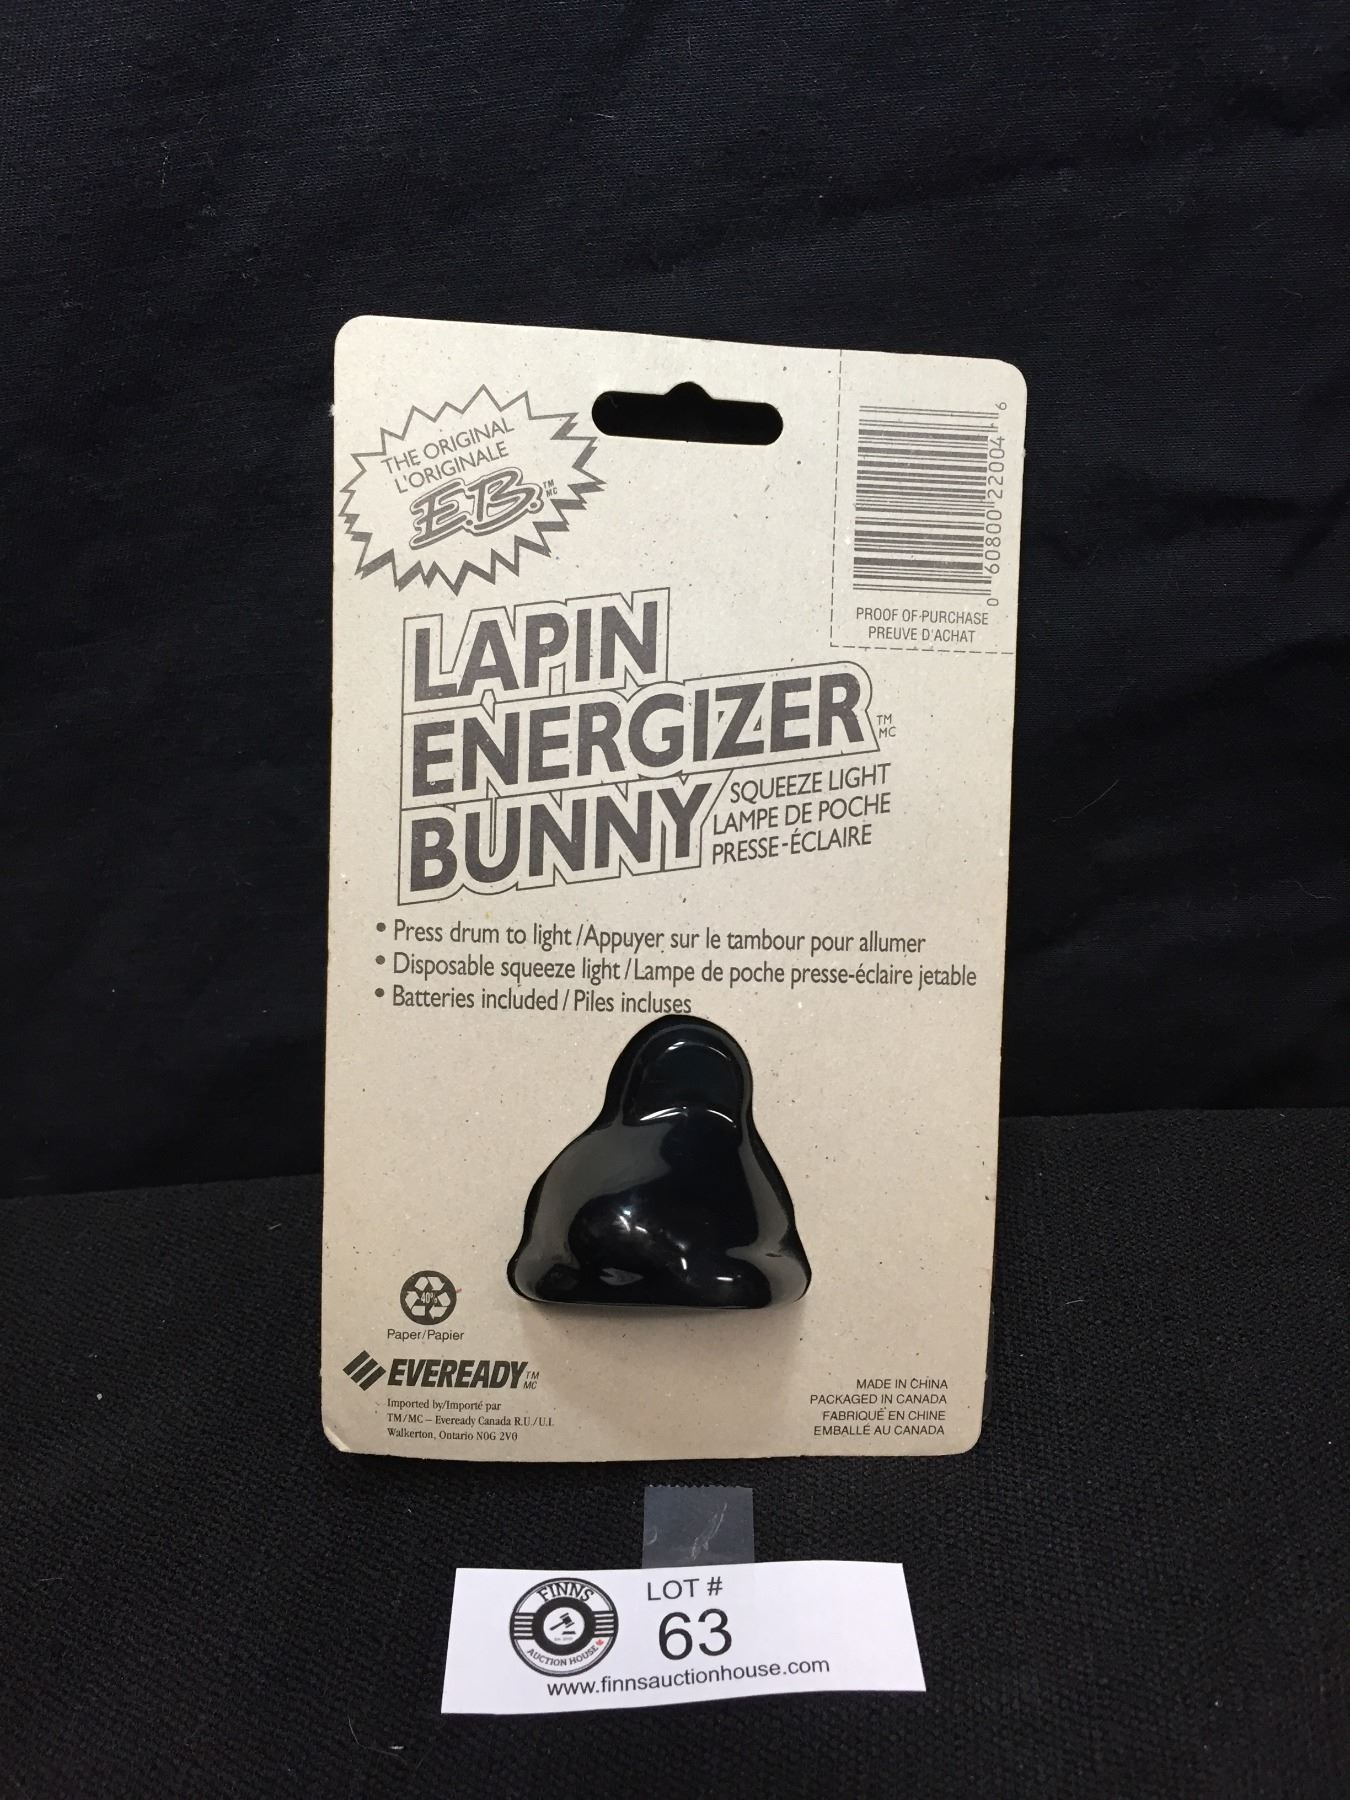 THE ORIGINAL
L'ORIGINALE
E.B. TM MC
0 60800 22004 6
PROOF OF PURCHASE
PREUVE D'ACHAT
LAPIN
ENERGIZER TM MC
BUNNY
SQUEEZE LIGHT
LAMPE DE POCHE
PRESSE-ÉCLAIRE
• Press drum to light / Appuyer sur le tambour pour allumer
• Disposable squeeze light / Lampe de poche presse-éclaire jetable
• Batteries included / Piles incluses
40%
Paper/Papier
EVEREADY TM MC
Imported by/Importé par
TM/MC – Eveready Canada R.U./U.I.
Walkerton, Ontario N0G 2V0
MADE IN CHINA
PACKAGED IN CANADA
FABRIQUÉ EN CHINE
EMBALLÉ AU CANADA
FINNS
AUCTION HOUSE
LOT #
63
www.finnsauctionhouse.com